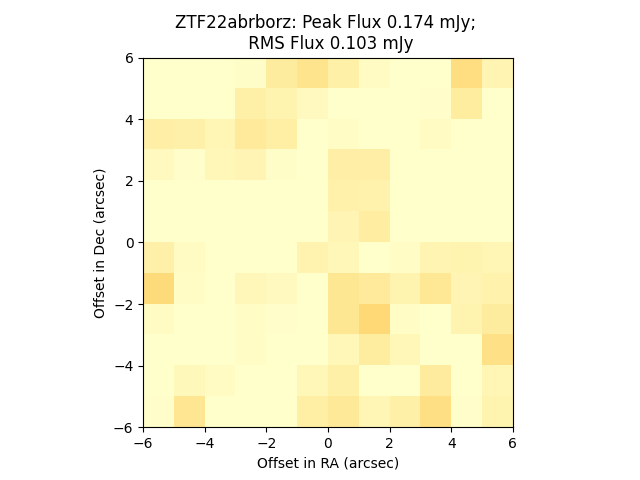 ZTF22abrborz: Peak Flux 0.174 mJy;
RMS Flux 0.103 mJy
6
4
2
0
−2
−4
−6
Offset in Dec (arcsec)
−6 −4 −2 0 2 4 6
Offset in RA (arcsec)